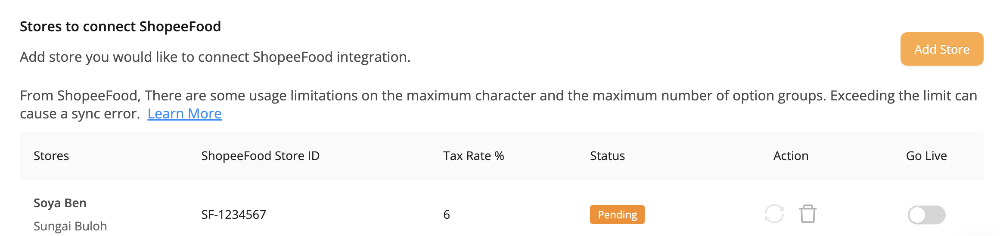 Stores to connect ShopeeFood
Add store you would like to connect ShopeeFood integration.
Add Store
From ShopeeFood, There are some usage limitations on the maximum character and the maximum number of option groups. Exceeding the limit can
cause a sync error. Learn More
Stores ShopeeFood Store ID Tax Rate % Status Action Go Live
Soya Ben
SF-1234567 6 Pending
Sungai Buloh